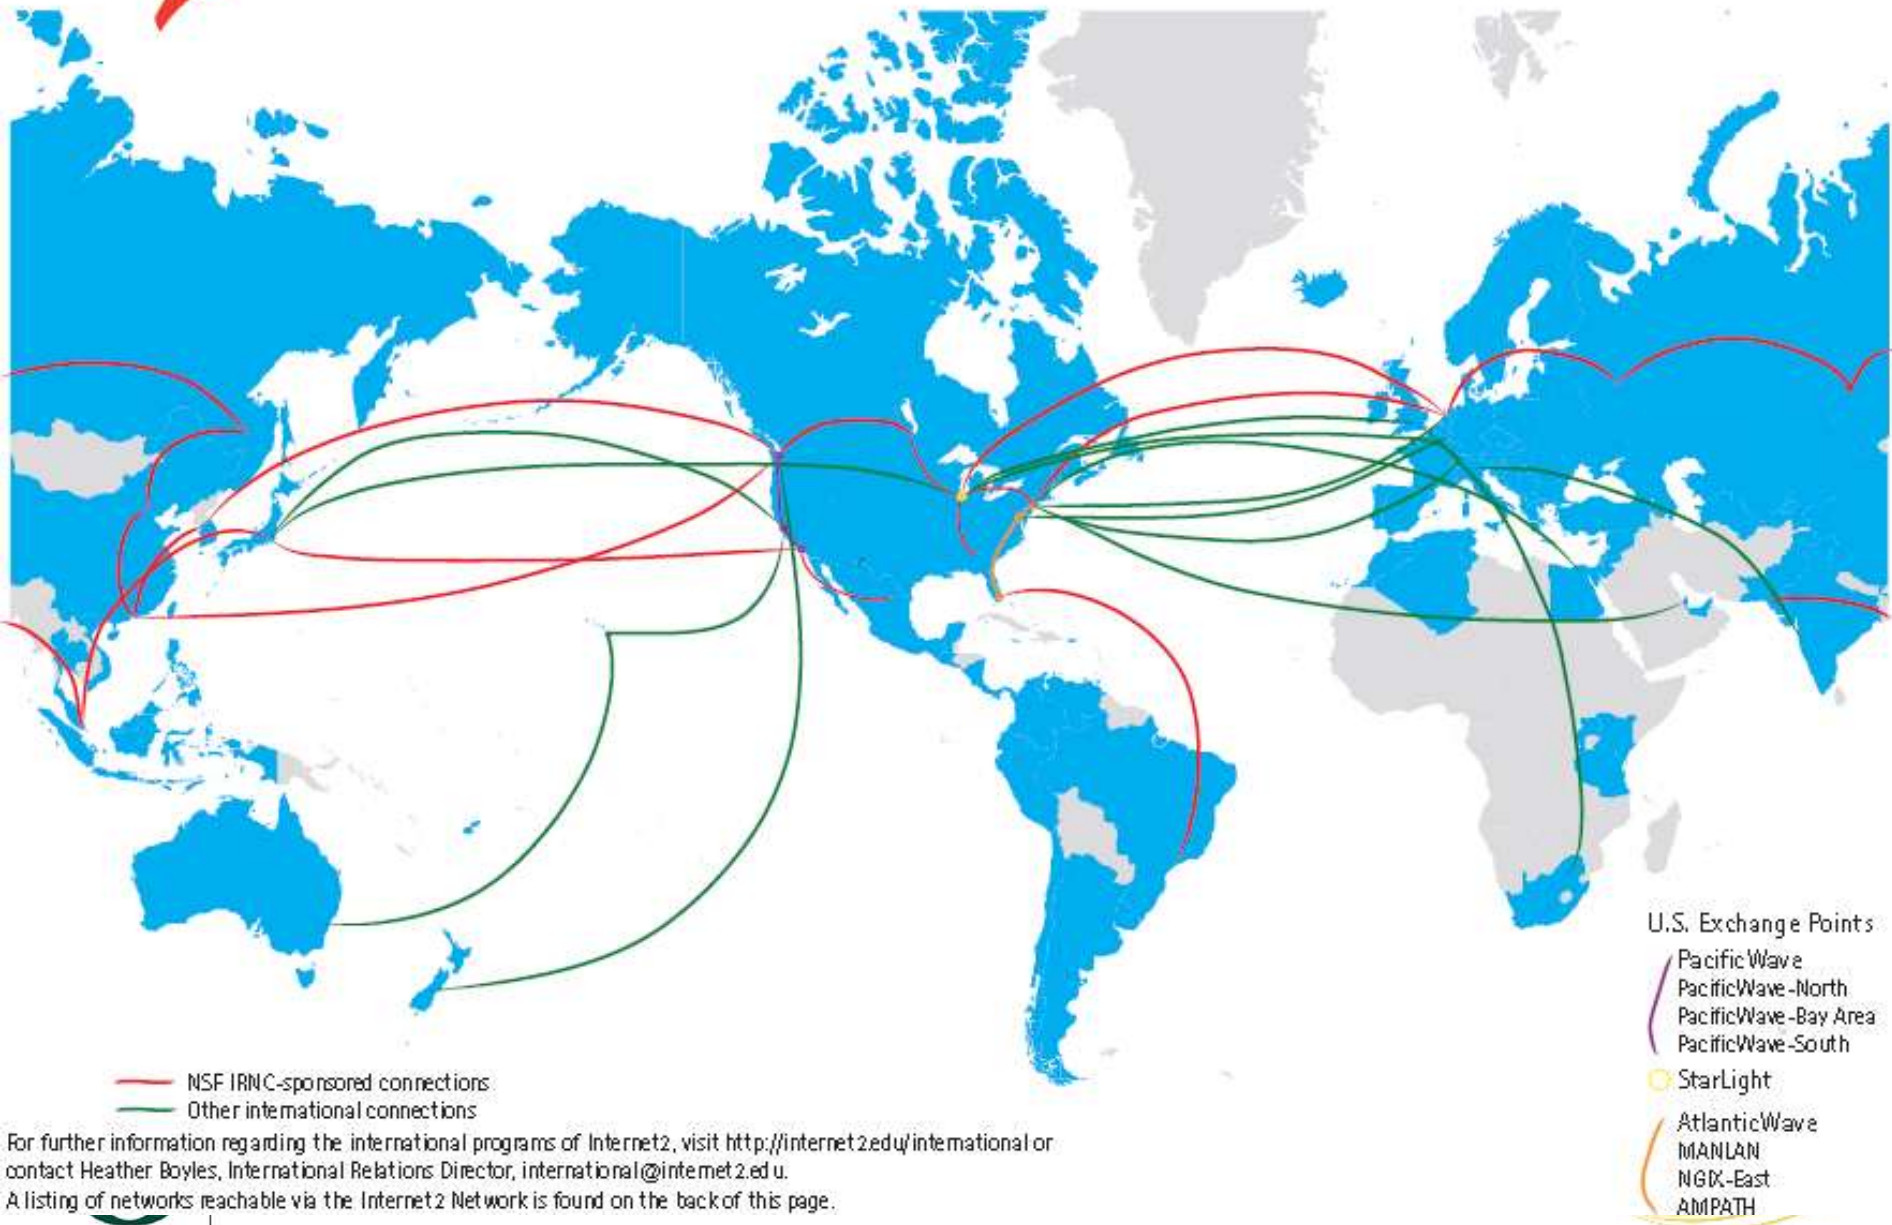 U.S. Exchange Points
PacificWave
PacificWave-North
PacificWave-Bay Area
PacificWave-South
StarLight
AtlanticWave
MANLAN
NGIX-East
AMPATH
NSF IRNC-sponsored connections
Other international connections
For further information regarding the international programs of Internet2, visit http://internet2.edu/international or
contact Heather Boyles, International Relations Director, international@internet2.edu.
A listing of networks reachable via the Internet2 Network is found on the back of this page.